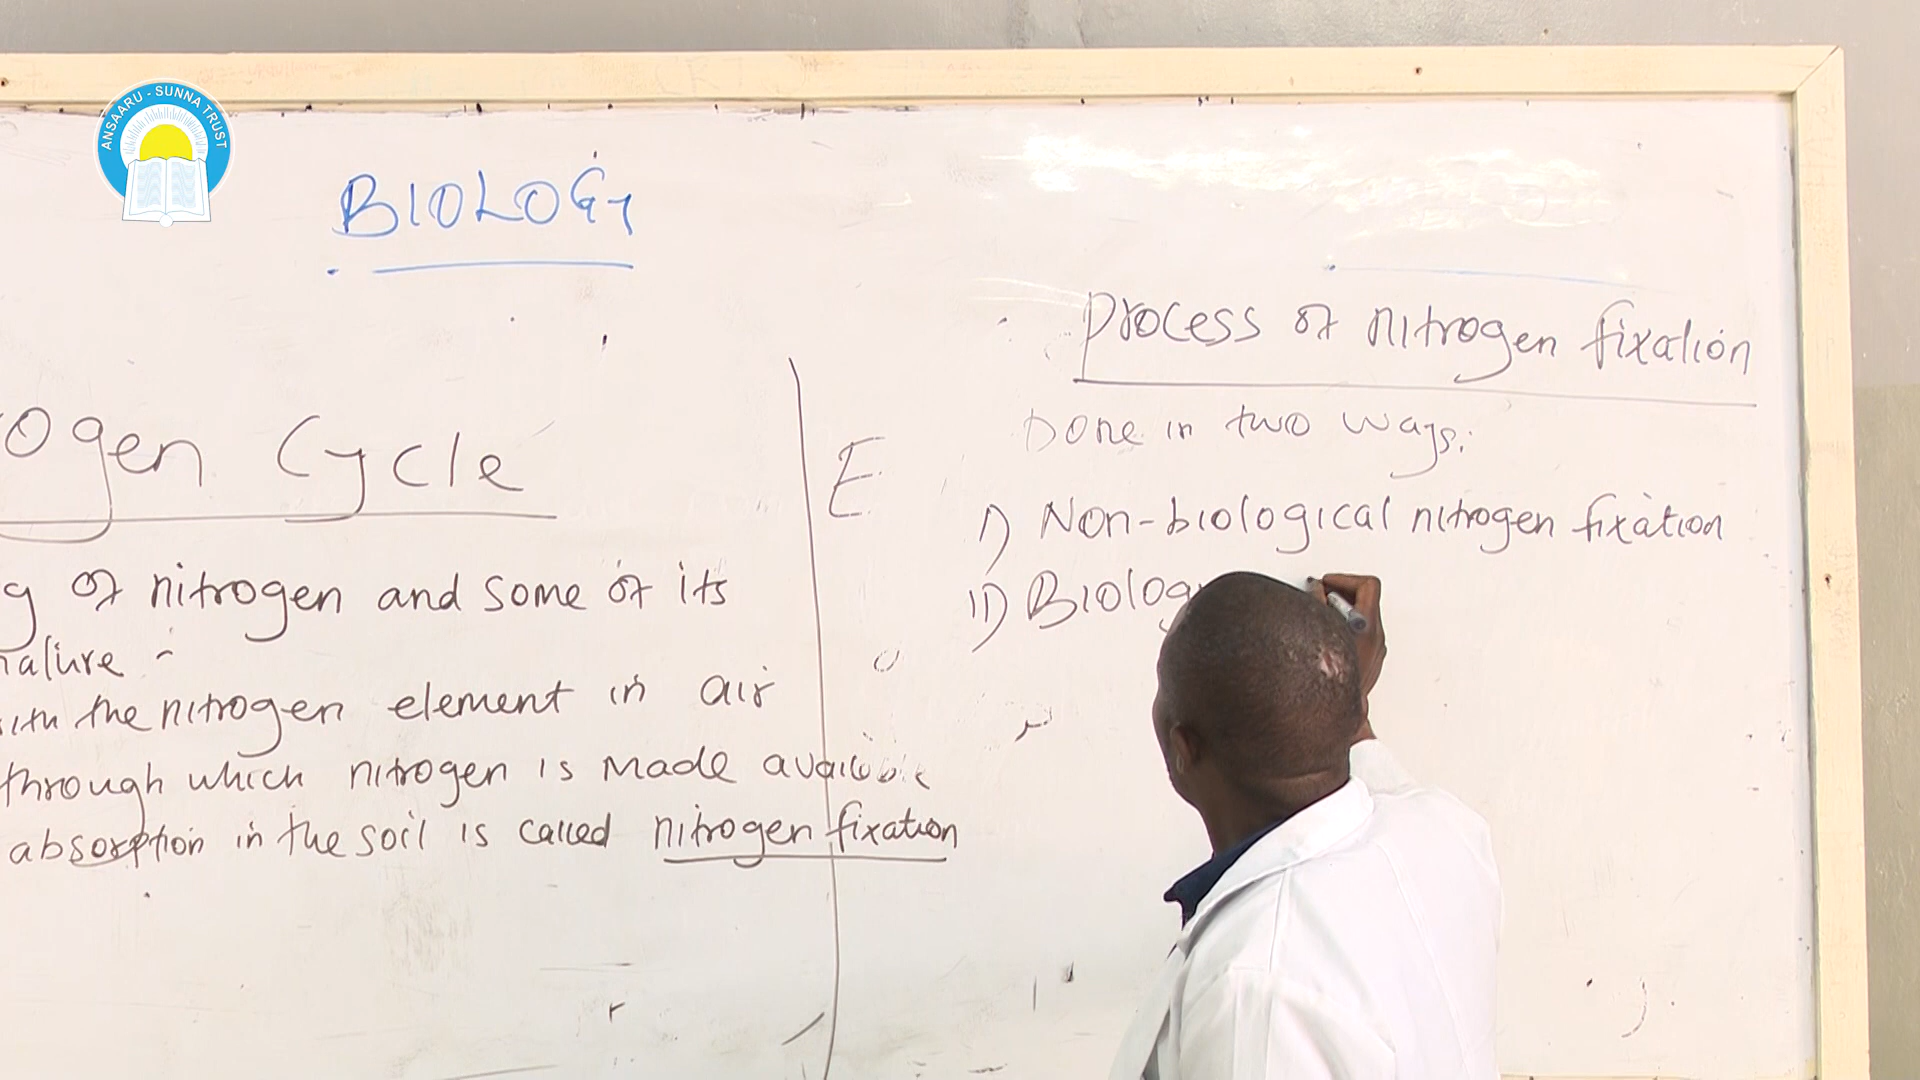 ANSAARU - SUNNA TRUST
BIOLOGY
ogen Cycle
g of nitrogen and some of its
nature -
ith the nitrogen element in air
through which nitrogen is made available
absorption in the soil is called nitrogen fixation
E
Process of nitrogen fixation
Done in two ways:
i) Non-biological nitrogen fixation
ii) Biolog